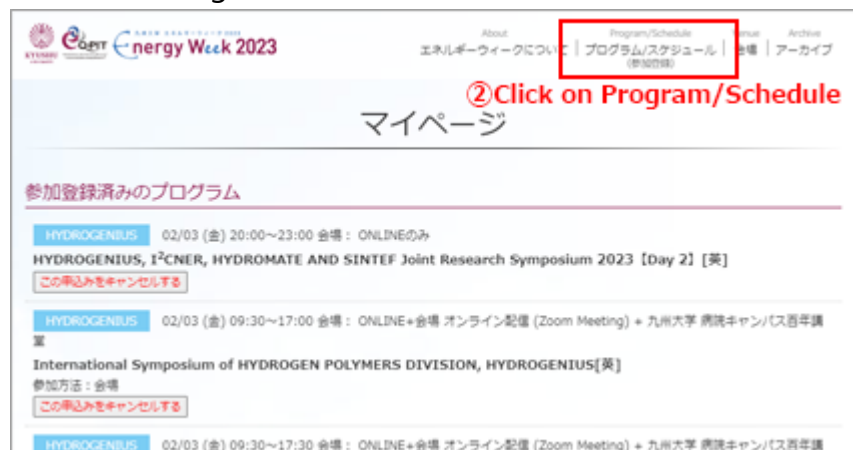 KYUSHU
Q-PIT Energy Week 2023
About
エネルギーウィークについて
Program/Schedule
プログラム/スケジュール
(参加登録)
Venue
会場
Archive
アーカイブ
②Click on Program/Schedule
マイページ
参加登録済みのプログラム
HYDROGENIUS 02/03 (金) 20:00~23:00 会場: ONLINEのみ
HYDROGENIUS, I²CNER, HYDROMATE AND SINTEF Joint Research Symposium 2023【Day 2】[英]
この申込みをキャンセルする
HYDROGENIUS 02/03 (金) 09:30~17:00 会場: ONLINE+会場 オンライン配信 (Zoom Meeting) + 九州大学 病院キャンパス百年講
堂
International Symposium of HYDROGEN POLYMERS DIVISION, HYDROGENIUS[英]
参加方法:会場
この申込みをキャンセルする
HYDROGENIUS 02/03 (金) 09:30~17:30 会場: ONLINE+会場 オンライン配信 (Zoom Meeting) + 九州大学 病院キャンパス百年講